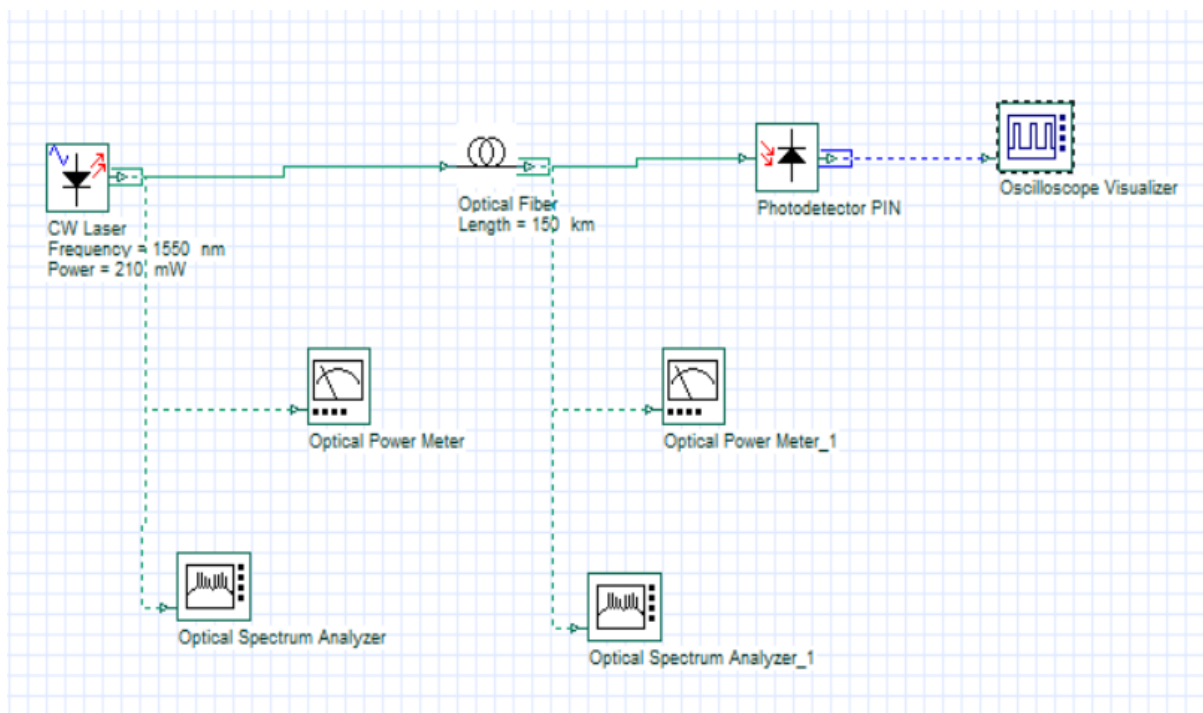 Oscilloscope Visualizer
Optical Fiber
Length = 150 km
Photodetector PIN
CW Laser
Frequency = 1550 nm
Power = 210 mW
Optical Power Meter
Optical Power Meter_1
Optical Spectrum Analyzer
Optical Spectrum Analyzer_1